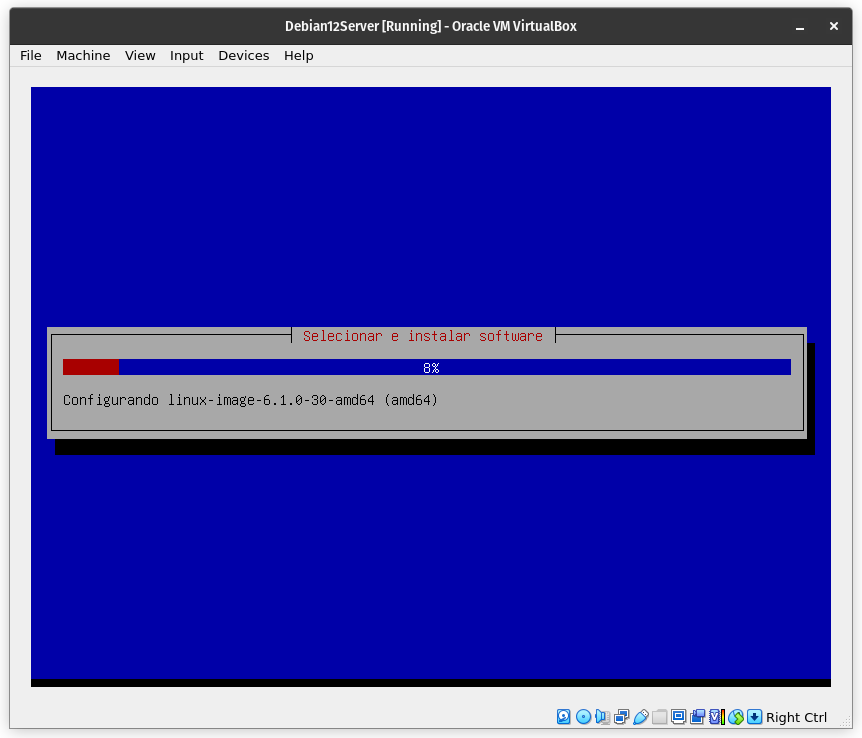 Debian12Server [Running] - Oracle VM VirtualBox
File Machine View Input Devices Help
Selecionar e instalar software
8%
Configurando linux-image-6.1.0-30-amd64 (amd64)
Right Ctrl